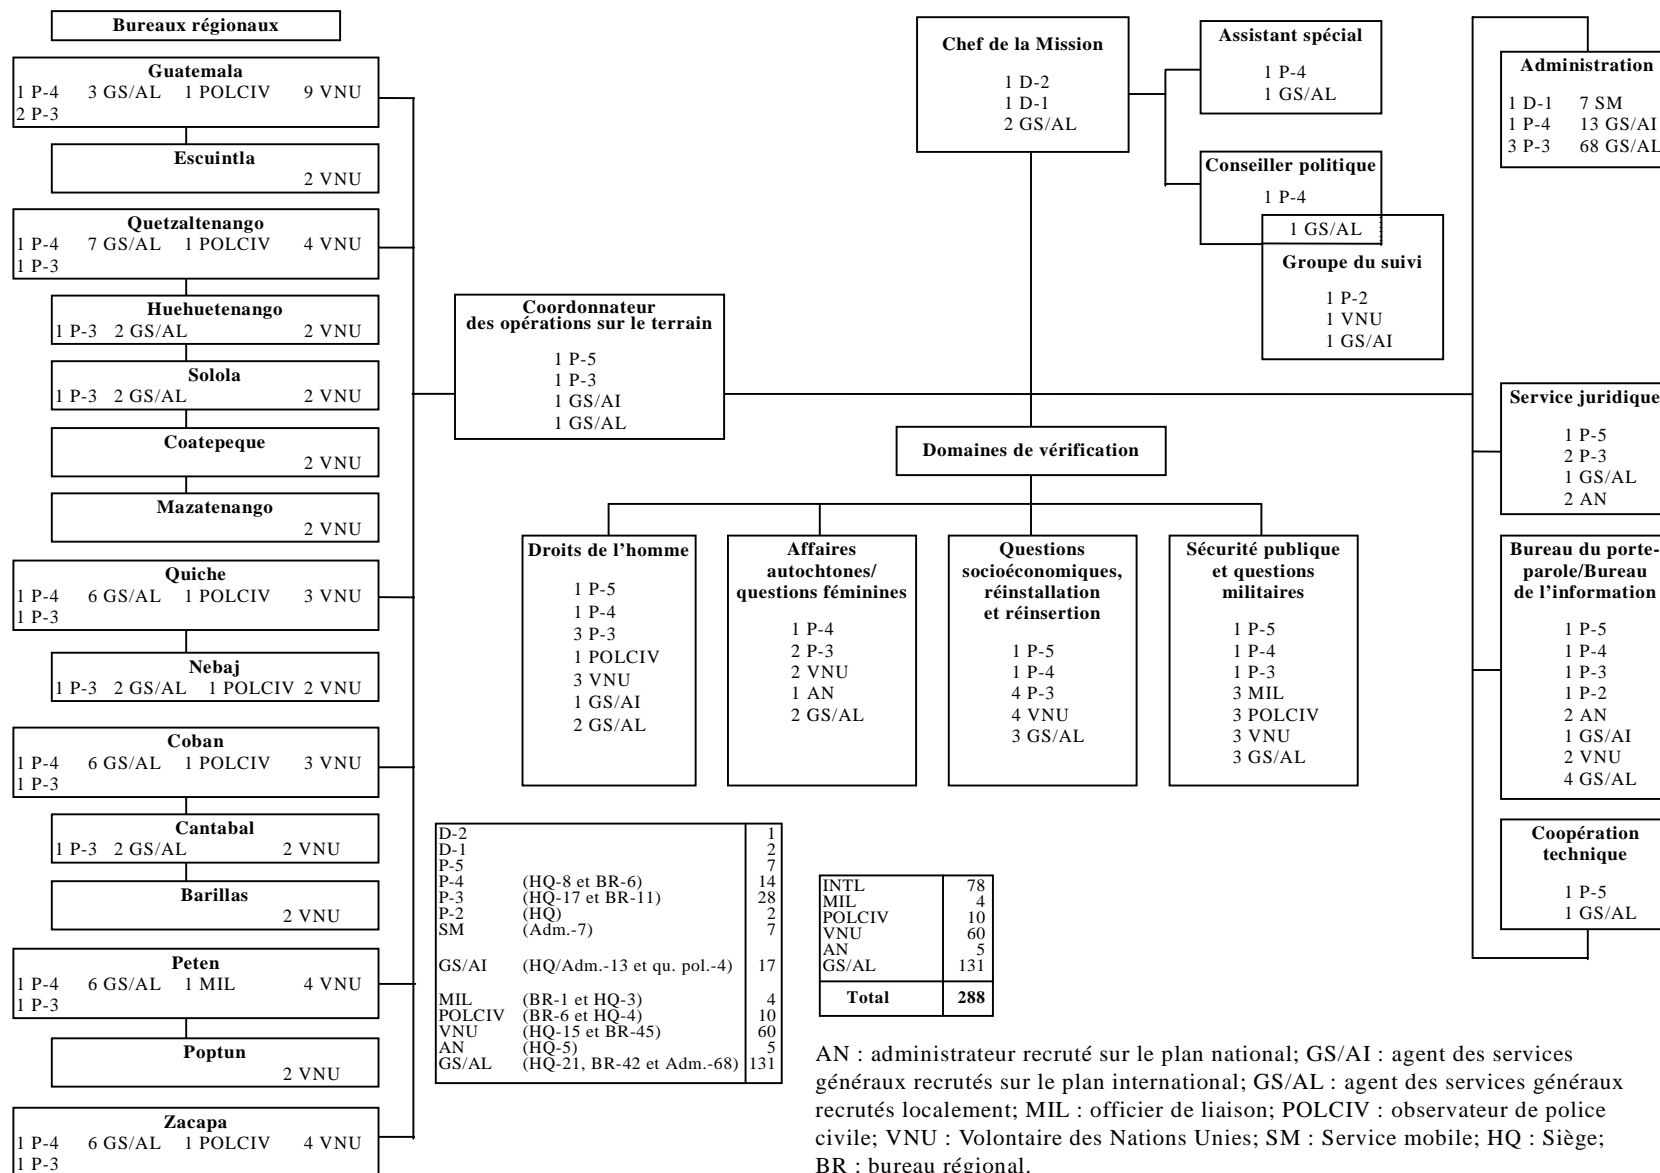 Bureaux régionaux
Guatemala
1 P-4 3 GS/AL 1 POLCIV 9 VNU
2 P-3
Escuintla
2 VNU
Quetzaltenango
1 P-4 7 GS/AL 1 POLCIV 4 VNU
1 P-3
Huehuetenango
1 P-3 2 GS/AL 2 VNU
Solola
1 P-3 2 GS/AL 2 VNU
Coatepeque
2 VNU
Mazatenango
2 VNU
Quiche
1 P-4 6 GS/AL 1 POLCIV 3 VNU
1 P-3
Nebaj
1 P-3 2 GS/AL 1 POLCIV 2 VNU
Coban
1 P-4 6 GS/AL 1 POLCIV 3 VNU
1 P-3
Cantabal
1 P-3 2 GS/AL 2 VNU
Barillas
2 VNU
Peten
1 P-4 6 GS/AL 1 MIL 4 VNU
1 P-3
Poptun
2 VNU
Zacapa
1 P-4 6 GS/AL 1 POLCIV 4 VNU
1 P-3
Coordonnateur
des opérations sur le terrain
1 P-5
1 P-3
1 GS/AI
1 GS/AL
Chef de la Mission
1 D-2
1 D-1
2 GS/AL
Assistant spécial
1 P-4
1 GS/AL
Conseiller politique
1 P-4
1 GS/AL
Groupe du suivi
1 P-2
1 VNU
1 GS/AI
Administration
1 D-1 7 SM
1 P-4 13 GS/AI
3 P-3 68 GS/AL
Service juridique
1 P-5
2 P-3
1 GS/AL
2 AN
Bureau du porte-
parole/Bureau
de l’information
1 P-5
1 P-4
1 P-3
1 P-2
2 AN
1 GS/AI
2 VNU
4 GS/AL
Coopération
technique
1 P-5
1 GS/AL
Domaines de vérification
Droits de l’homme
1 P-5
1 P-4
3 P-3
1 POLCIV
3 VNU
1 GS/AI
2 GS/AL
Affaires
autochtones/
questions féminines
1 P-4
2 P-3
2 VNU
1 AN
2 GS/AL
Questions
socioéconomiques,
réinstallation
et réinsertion
1 P-5
1 P-4
4 P-3
4 VNU
3 GS/AL
Sécurité publique
et questions
militaires
1 P-5
1 P-4
1 P-3
3 MIL
3 POLCIV
3 VNU
3 GS/AL
D-2 1
D-1 2
P-5 7
P-4 (HQ-8 et BR-6) 14
P-3 (HQ-17 et BR-11) 28
P-2 (HQ) 2
SM (Adm.-7) 7
GS/AI (HQ/Adm.-13 et qu. pol.-4) 17
MIL (BR-1 et HQ-3) 4
POLCIV (BR-6 et HQ-4) 10
VNU (HQ-15 et BR-45) 60
AN (HQ-5) 5
GS/AL (HQ-21, BR-42 et Adm.-68) 131
INTL 78
MIL 4
POLCIV 10
VNU 60
AN 5
GS/AL 131
Total 288
AN : administrateur recruté sur le plan national; GS/AI : agent des services
généraux recrutés sur le plan international; GS/AL : agent des services généraux
recrutés localement; MIL : officier de liaison; POLCIV : observateur de police
civile; VNU : Volontaire des Nations Unies; SM : Service mobile; HQ : Siège;
BR : bureau régional.